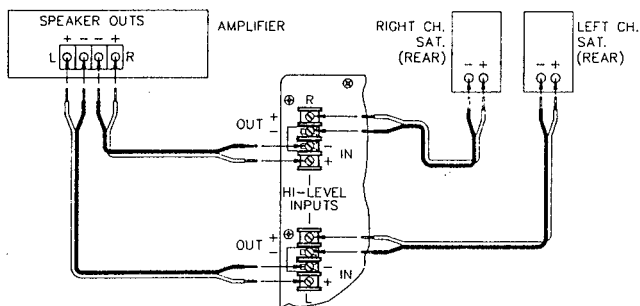 SPEAKER OUTS
+ − − +
L R
AMPLIFIER
RIGHT CH.
SAT.
(REAR)
− +
LEFT CH.
SAT.
(REAR)
− +
R
+
OUT −
− IN
+
HI-LEVEL
INPUTS
+
OUT −
− IN
+
L